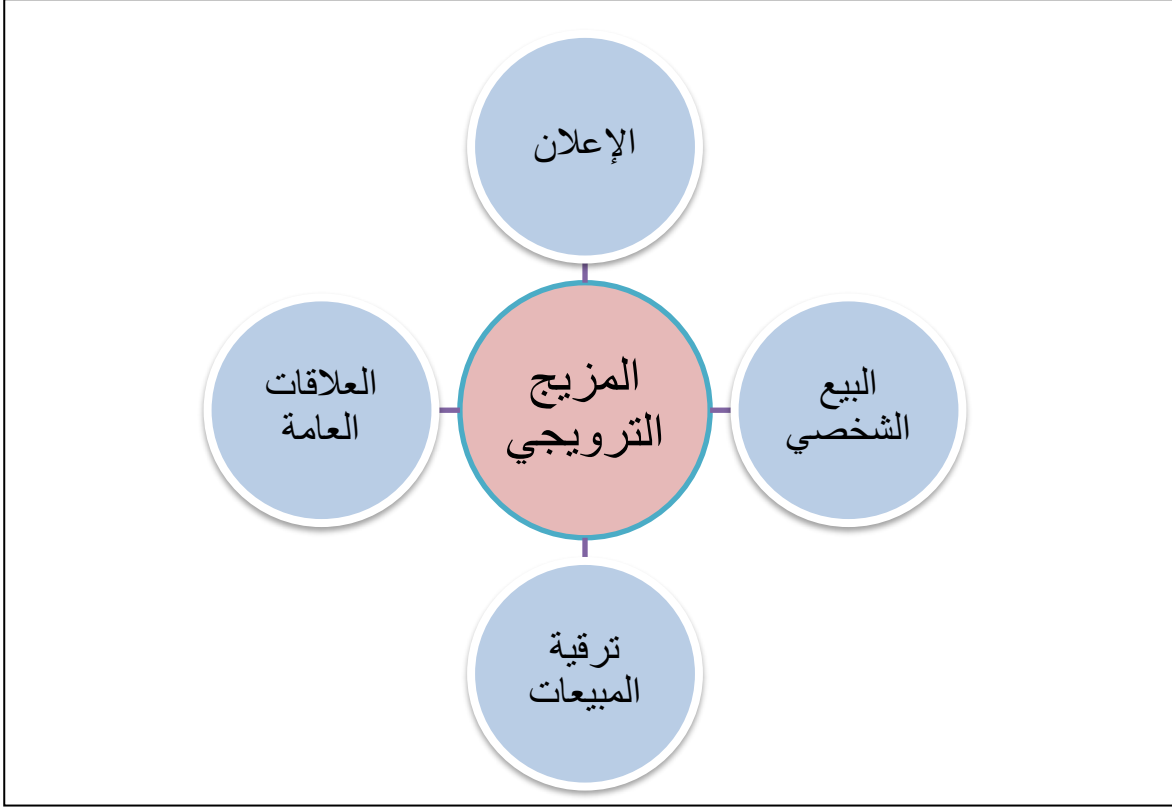 الإعلان
المزيج
الترويجي
البيع
الشخصي
العلاقات
العامة
ترقية
المبيعات